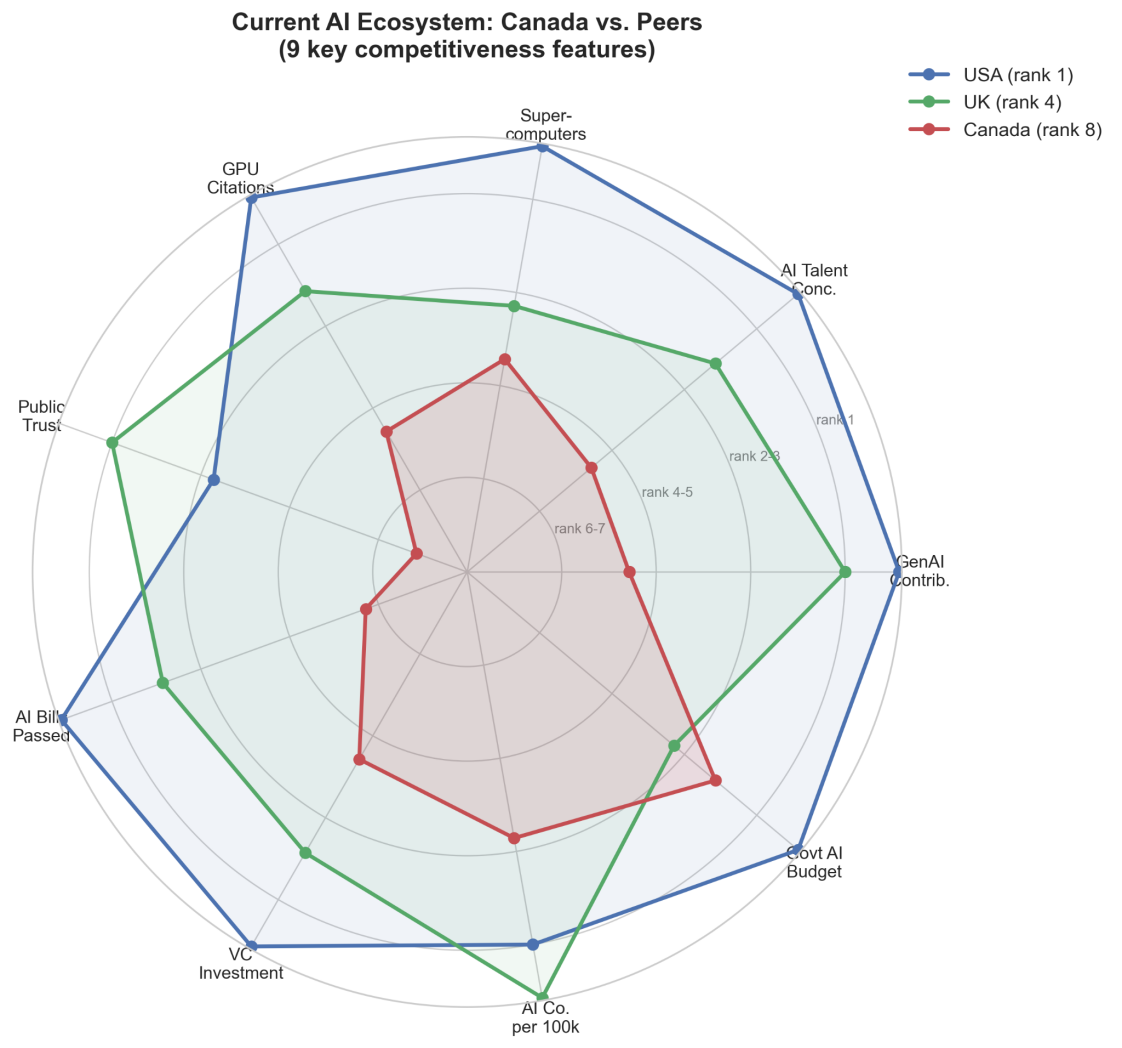 Current AI Ecosystem: Canada vs. Peers
(9 key competitiveness features)
USA (rank 1)
UK (rank 4)
Canada (rank 8)
Super-
computers
GPU
Citations
AI Talent
Conc.
Public
Trust
rank 1
rank 2-3
rank 4-5
rank 6-7
GenAI
Contrib.
AI Bills
Passed
Govt AI
Budget
VC
Investment
AI Co.
per 100k